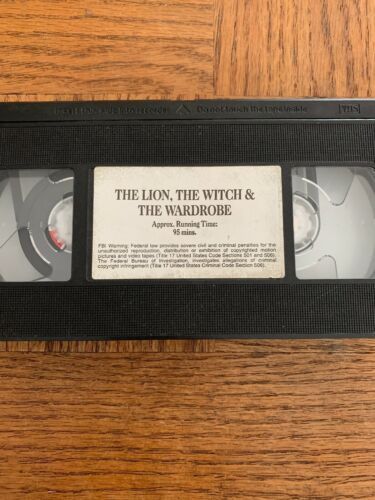 Do not touch the tape inside
VHS
THE LION, THE WITCH &
THE WARDROBE
Approx. Running Time:
95 mins.
FBI Warning: Federal law provides severe civil and criminal penalties for the
unauthorized reproduction, distribution or exhibition of copyrighted motion
pictures and video tapes (Title 17 United States Code Sections 501 and 506).
The Federal Bureau of Investigation, investigates allegations of criminal
copyright infringement (Title 17 United States Criminal Code Section 506).